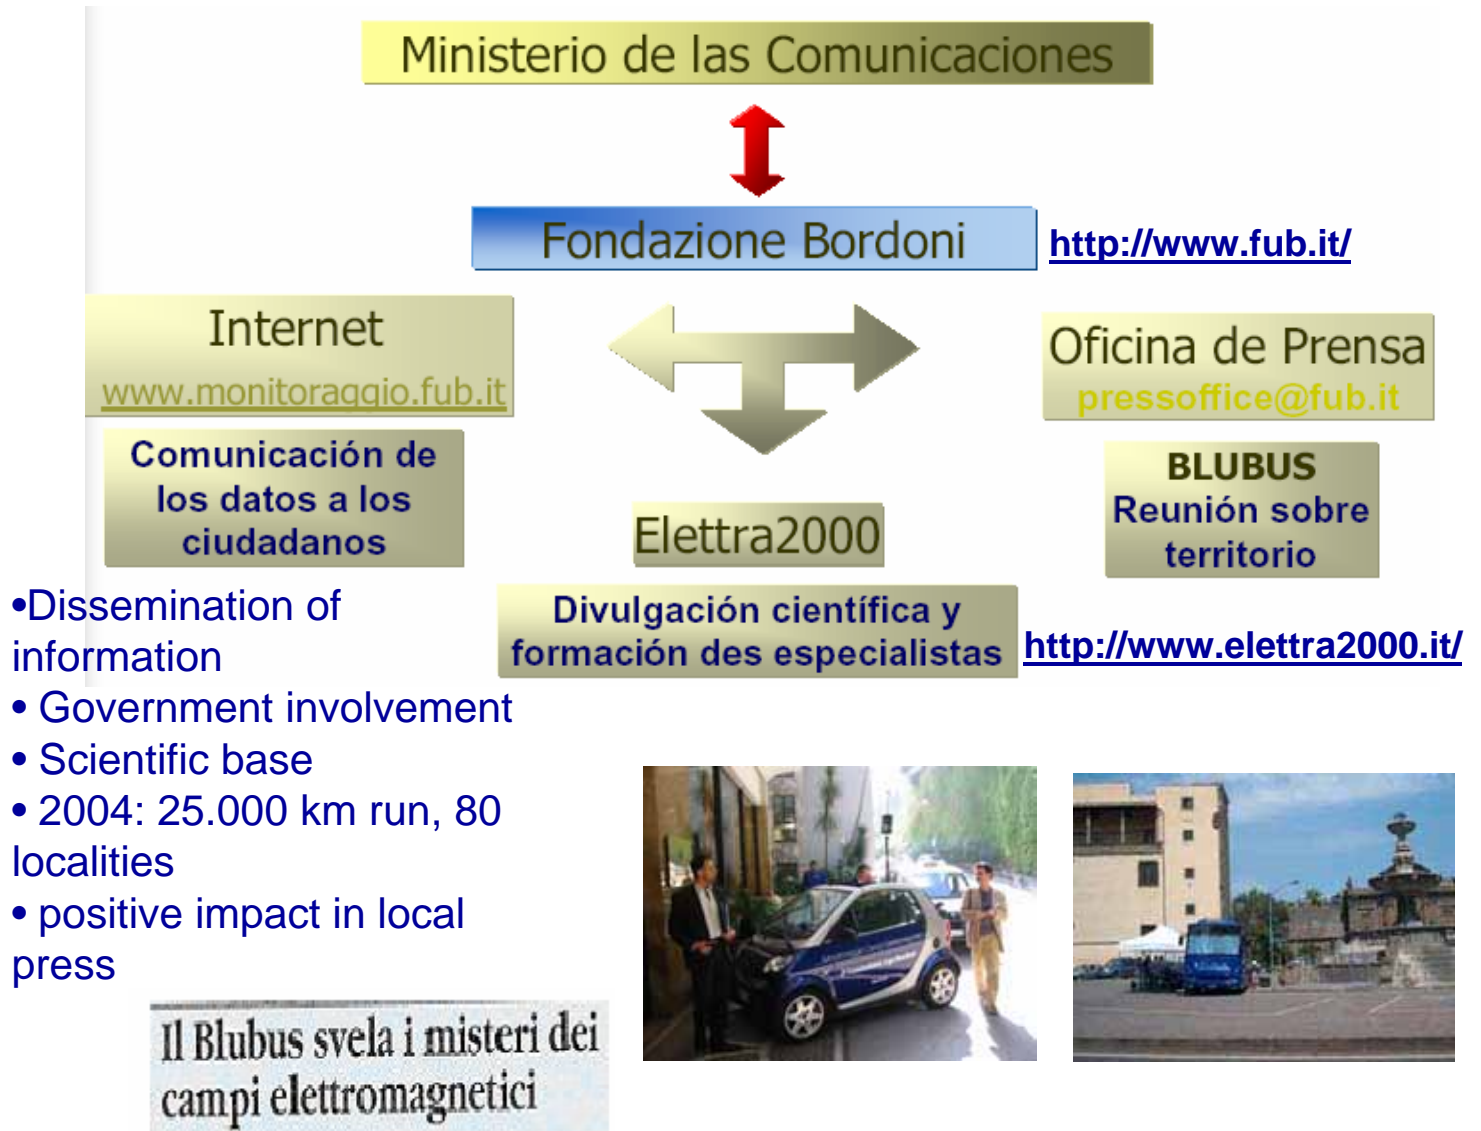 Ministerio de las Comunicaciones
Fondazione Bordoni
http://www.fub.it/
Internet
www.monitoraggio.fub.it
Oficina de Prensa
pressoffice@fub.it
Comunicación de
los datos a los
ciudadanos
BLUBUS
Reunión sobre
territorio
Elettra2000
Divulgación científica y
formación des especialistas
http://www.elettra2000.it/
•Dissemination of
information
• Government involvement
• Scientific base
• 2004: 25.000 km run, 80
localities
• positive impact in local
press
Il Blubus svela i misteri dei
campi elettromagnetici